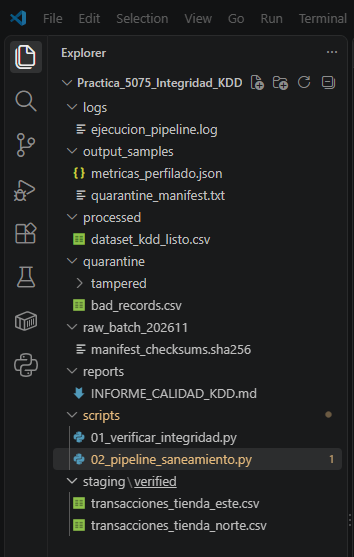 File Edit Selection View Go Run Terminal
Explorer
Practica_5075_Integridad_KDD
logs
ejecucion_pipeline.log
output_samples
{} metricas_perfilado.json
quarantine_manifest.txt
processed
dataset_kdd_listo.csv
quarantine
tampered
bad_records.csv
raw_batch_202611
manifest_checksums.sha256
reports
INFORME_CALIDAD_KDD.md
scripts
01_verificar_integridad.py
02_pipeline_saneamiento.py 1
staging\verified
transacciones_tienda_este.csv
transacciones_tienda_norte.csv